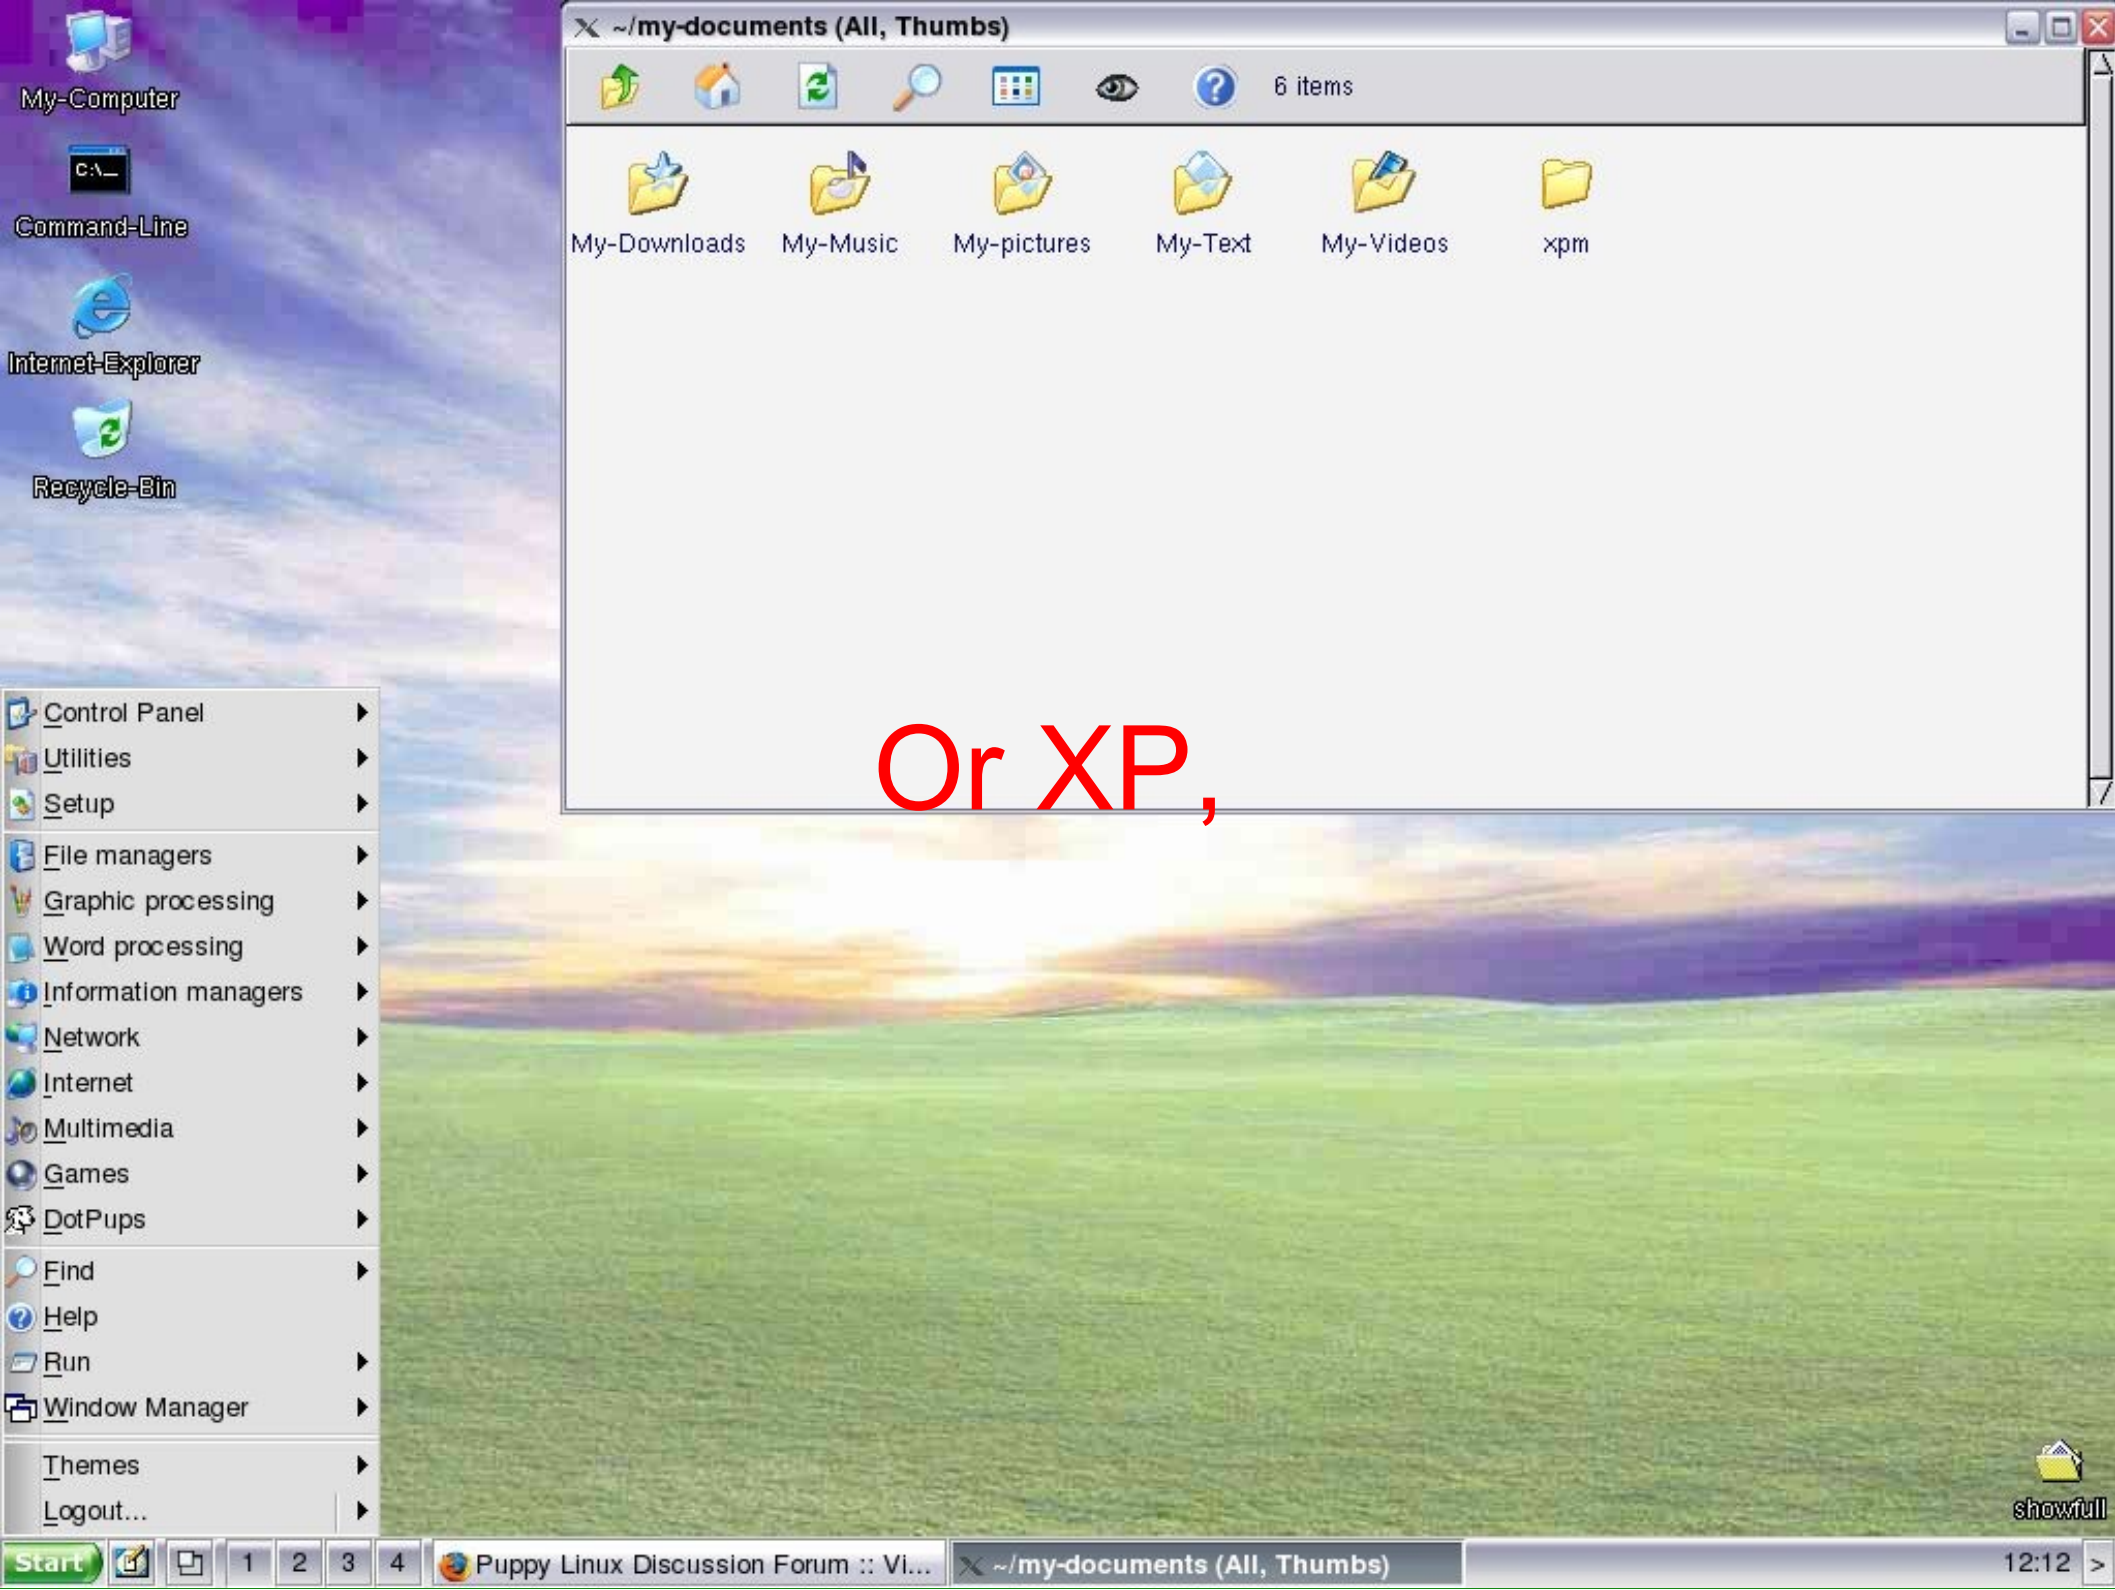 My-Computer
C:\_
Command-Line
Internet-Explorer
Recycle-Bin
~/my-documents (All, Thumbs)
6 items
My-Downloads My-Music My-pictures My-Text My-Videos xpm
Or XP,
Control Panel
Utilities
Setup
File managers
Graphic processing
Word processing
Information managers
Network
Internet
Multimedia
Games
DotPups
Find
Help
Run
Window Manager
Themes
Logout...
showfull
Start 1 2 3 4 Puppy Linux Discussion Forum :: Vi... ~/my-documents (All, Thumbs) 12:12 >